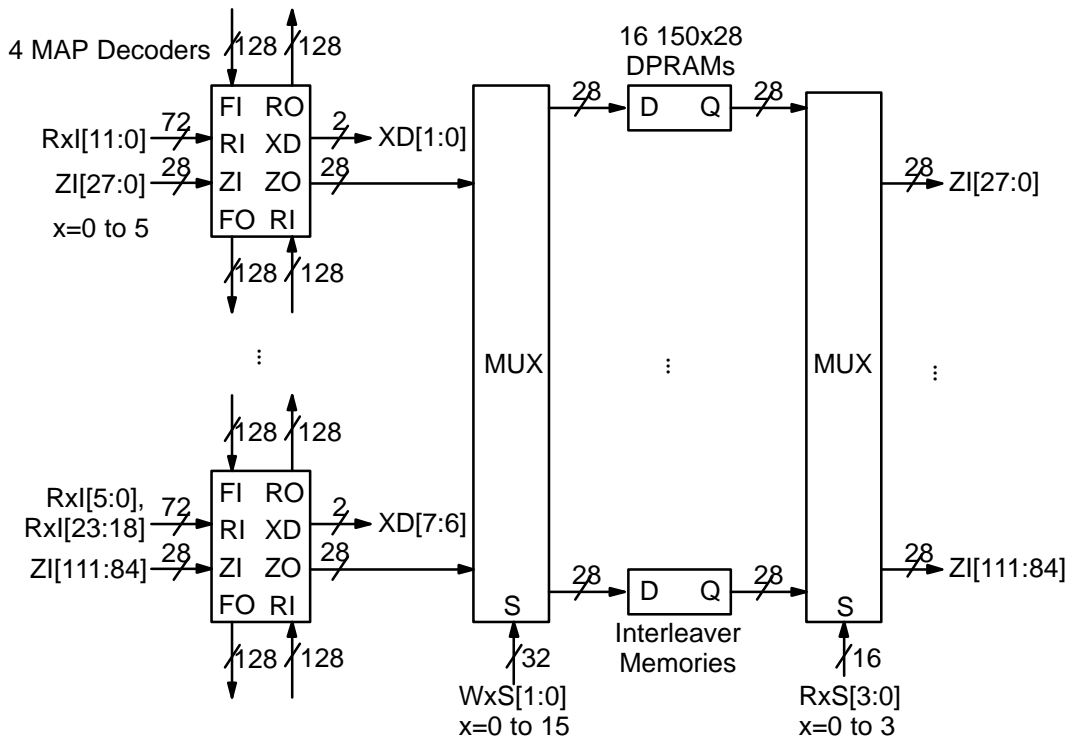 4 MAP Decoders
128
128
16 150x28
DPRAMs
FI RO
RxI[11:0]
72
RI XD
2
XD[1:0]
ZI[27:0]
28
ZI ZO
28
x=0 to 5
FO RI
128
128
28
D Q
28
28
ZI[27:0]
⋮
MUX
⋮
MUX
⋮
128
128
FI RO
RxI[5:0],
RxI[23:18]
72
RI XD
2
XD[7:6]
ZI[111:84]
28
ZI ZO
28
FO RI
128
128
28
D Q
28
28
ZI[111:84]
S
S
Interleaver
Memories
32
16
WxS[1:0]
x=0 to 15
RxS[3:0]
x=0 to 3